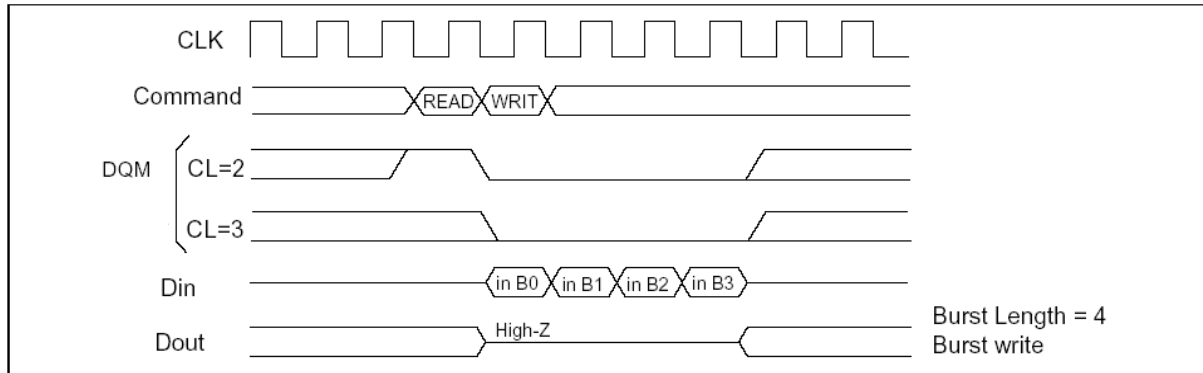 CLK
Command
READ WRIT
DQM
CL=2
CL=3
Din
in B0 in B1 in B2 in B3
Dout
High-Z
Burst Length = 4
Burst write